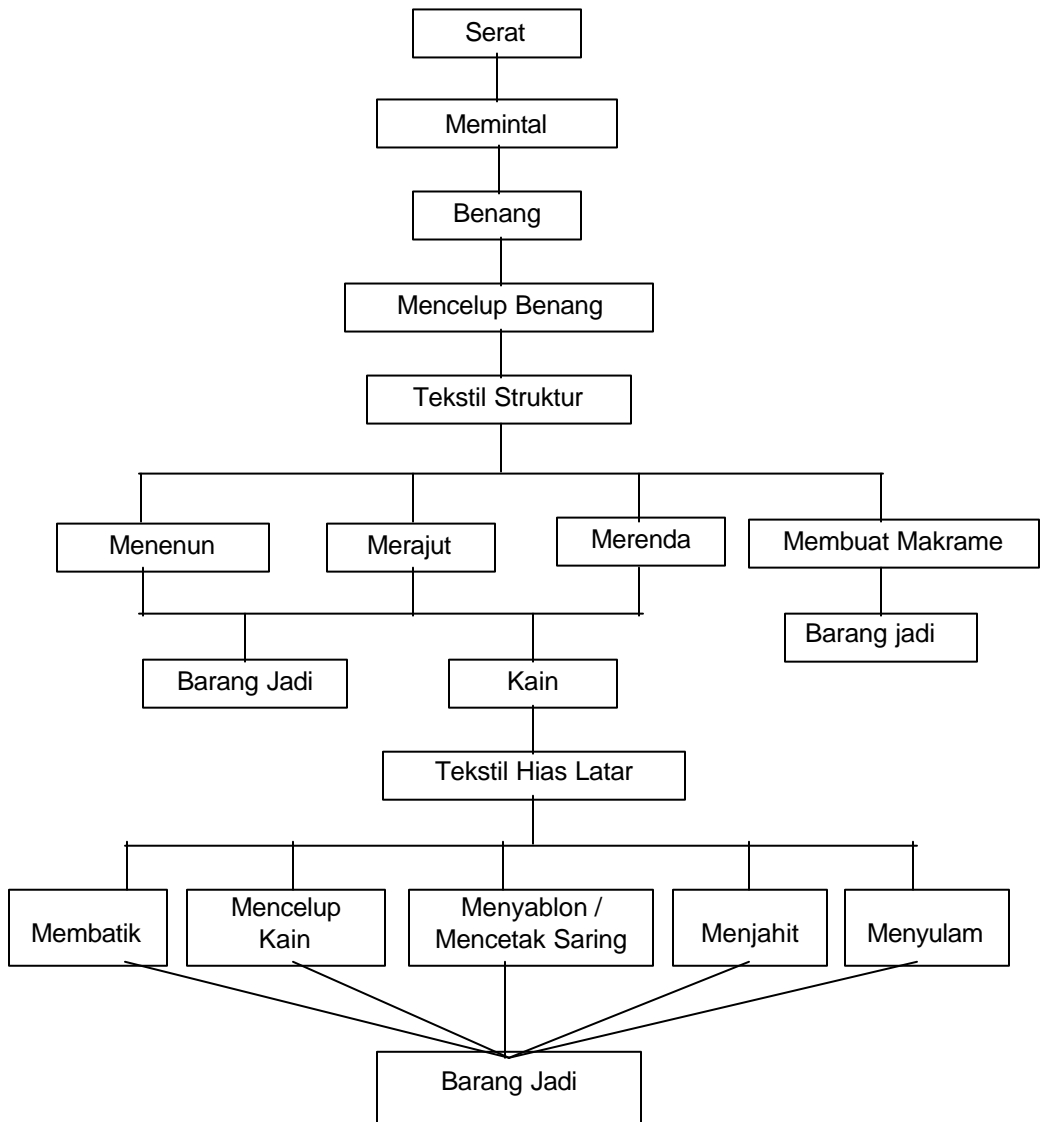 Serat
Memintal
Benang
Mencelup Benang
Tekstil Struktur
Menenun
Merajut
Merenda
Membuat Makrame
Barang jadi
Barang Jadi
Kain
Tekstil Hias Latar
Membatik
Mencelup
Kain
Menyablon /
Mencetak Saring
Menjahit
Menyulam
Barang Jadi